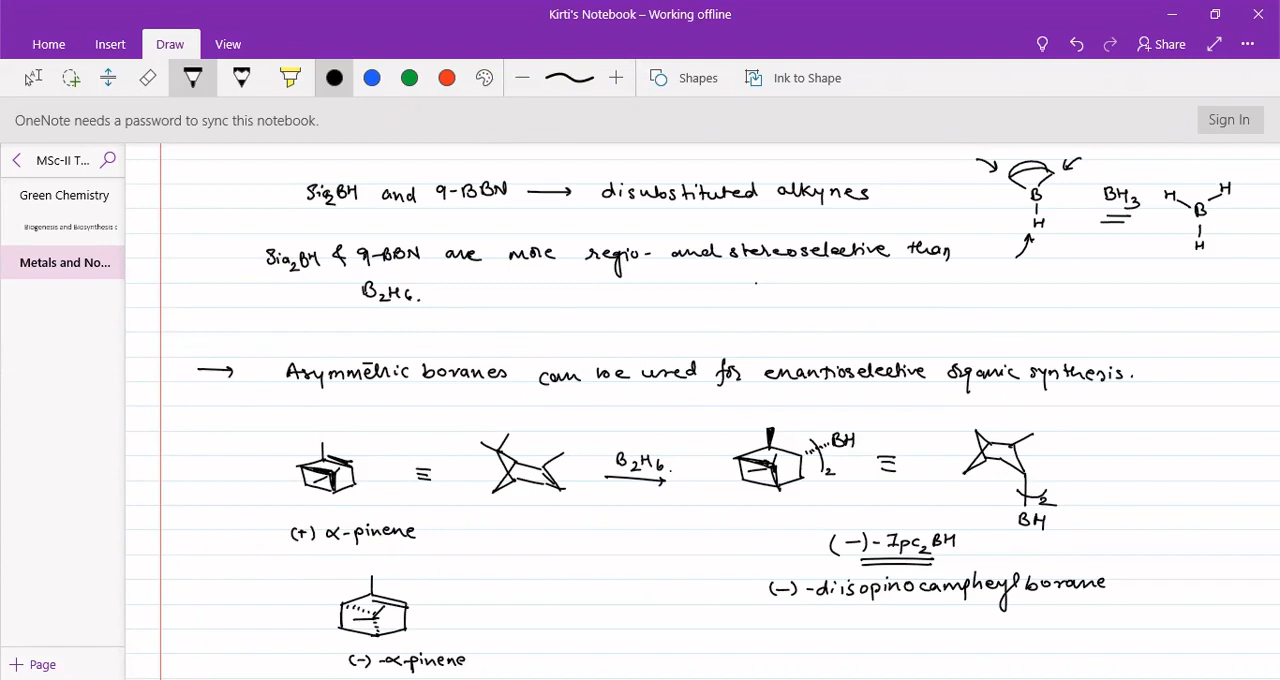 Kirti's Notebook – Working offline
Home Insert Draw View
Share
Shapes Ink to Shape
OneNote needs a password to sync this notebook.
Sign In
MSc-II T...
Green Chemistry
Biogenesis and Biosynthesis
Metals and No...
Page
Sia₂BH and 9-BBN ⟶ disubstituted alkynes
B
H
BH₃
H H
B
H
Sia₂BH & 9-BBN are more regio- and stereoselective than
B₂H₆.
→ Asymmetric boranes can be used for enantioselective organic synthesis.
≡ B₂H₆. )₂ BH ≡
)₂
BH
(+) α-pinene
(−)-Ipc₂BH
(−)-diisopinocampheylborane
(-)-α-pinene